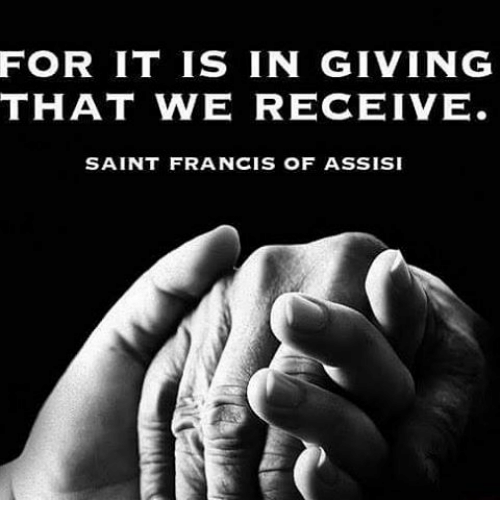 FOR IT IS IN GIVING
THAT WE RECEIVE.
SAINT FRANCIS OF ASSISI